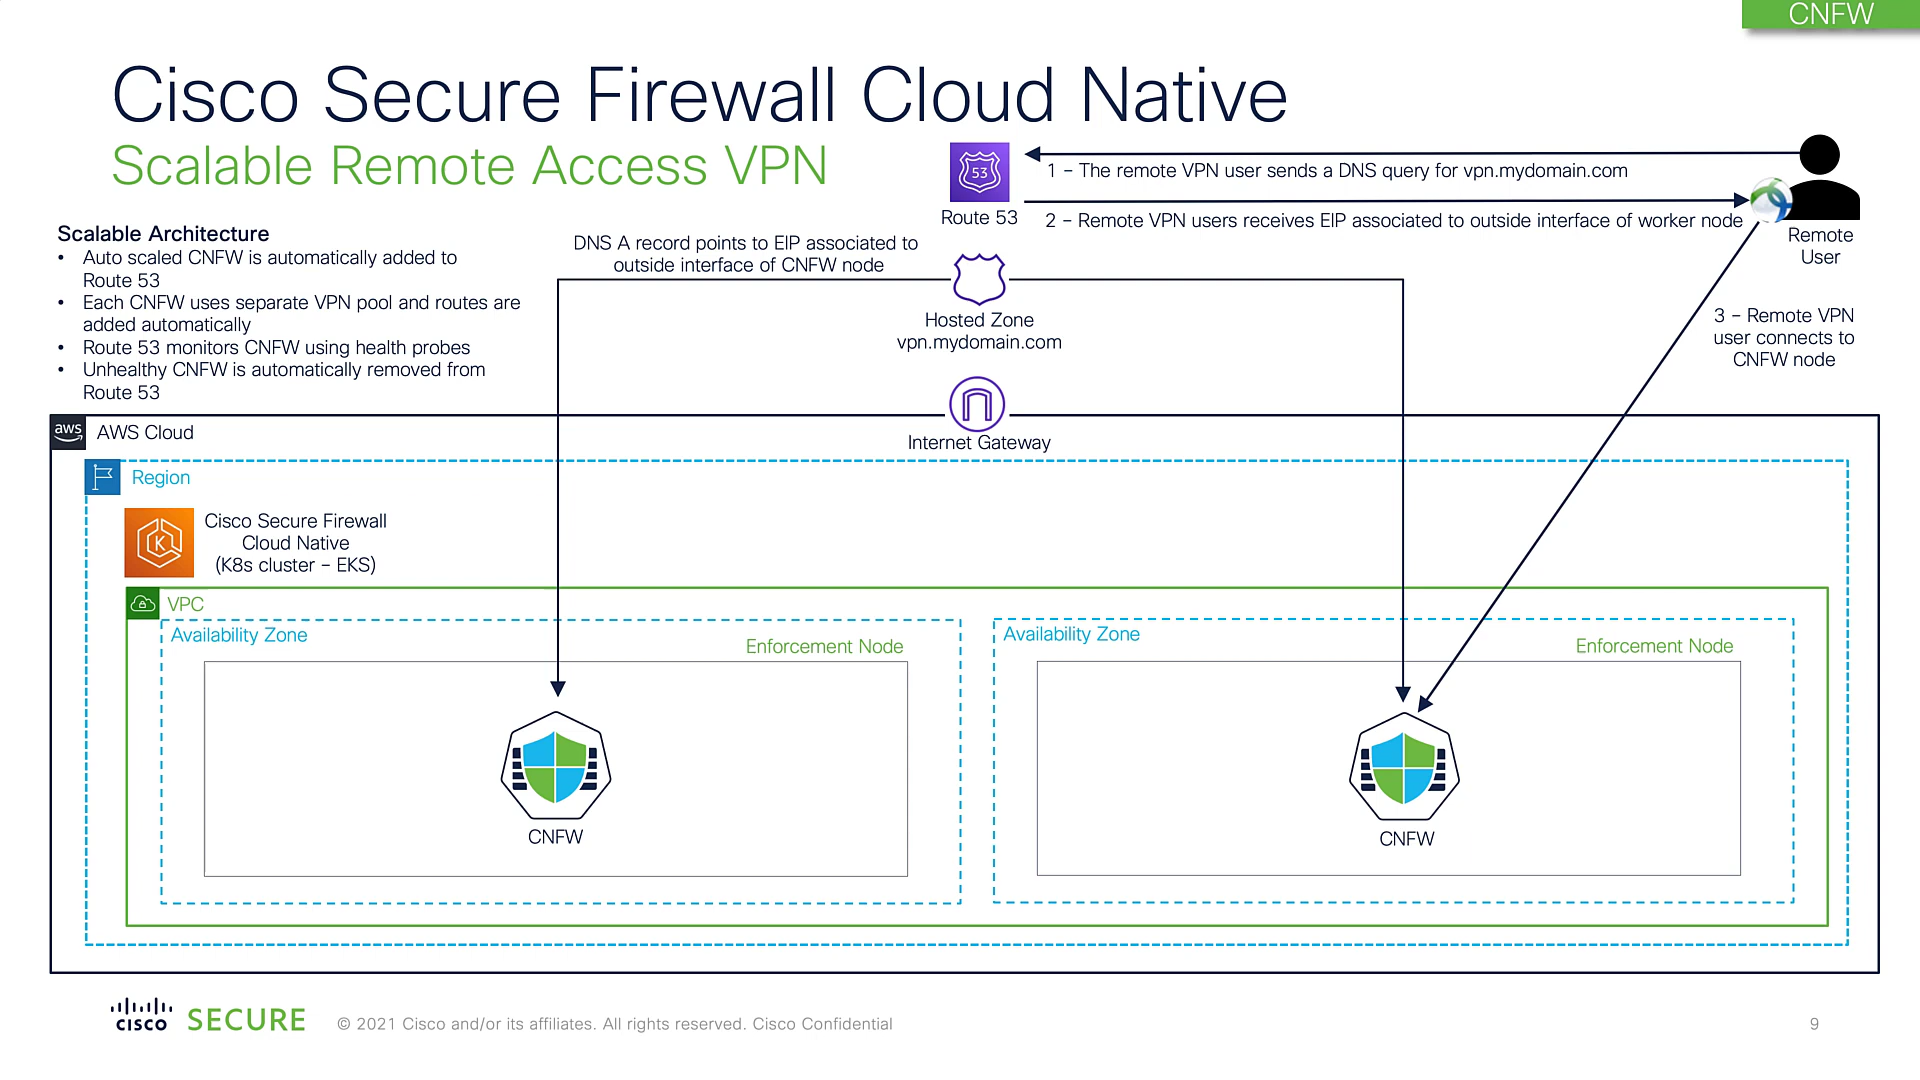 CNFW
Cisco Secure Firewall Cloud Native
Scalable Remote Access VPN
53
Route 53
1 – The remote VPN user sends a DNS query for vpn.mydomain.com
2 – Remote VPN users receives EIP associated to outside interface of worker node
Remote
User
Scalable Architecture
• Auto scaled CNFW is automatically added to
Route 53
• Each CNFW uses separate VPN pool and routes are
added automatically
• Route 53 monitors CNFW using health probes
• Unhealthy CNFW is automatically removed from
Route 53
DNS A record points to EIP associated to
outside interface of CNFW node
Hosted Zone
vpn.mydomain.com
3 – Remote VPN
user connects to
CNFW node
Internet Gateway
aws
AWS Cloud
Region
K
Cisco Secure Firewall
Cloud Native
(K8s cluster – EKS)
VPC
Availability Zone
Enforcement Node
CNFW
Availability Zone
Enforcement Node
CNFW
CISCO SECURE
© 2021 Cisco and/or its affiliates. All rights reserved. Cisco Confidential
9